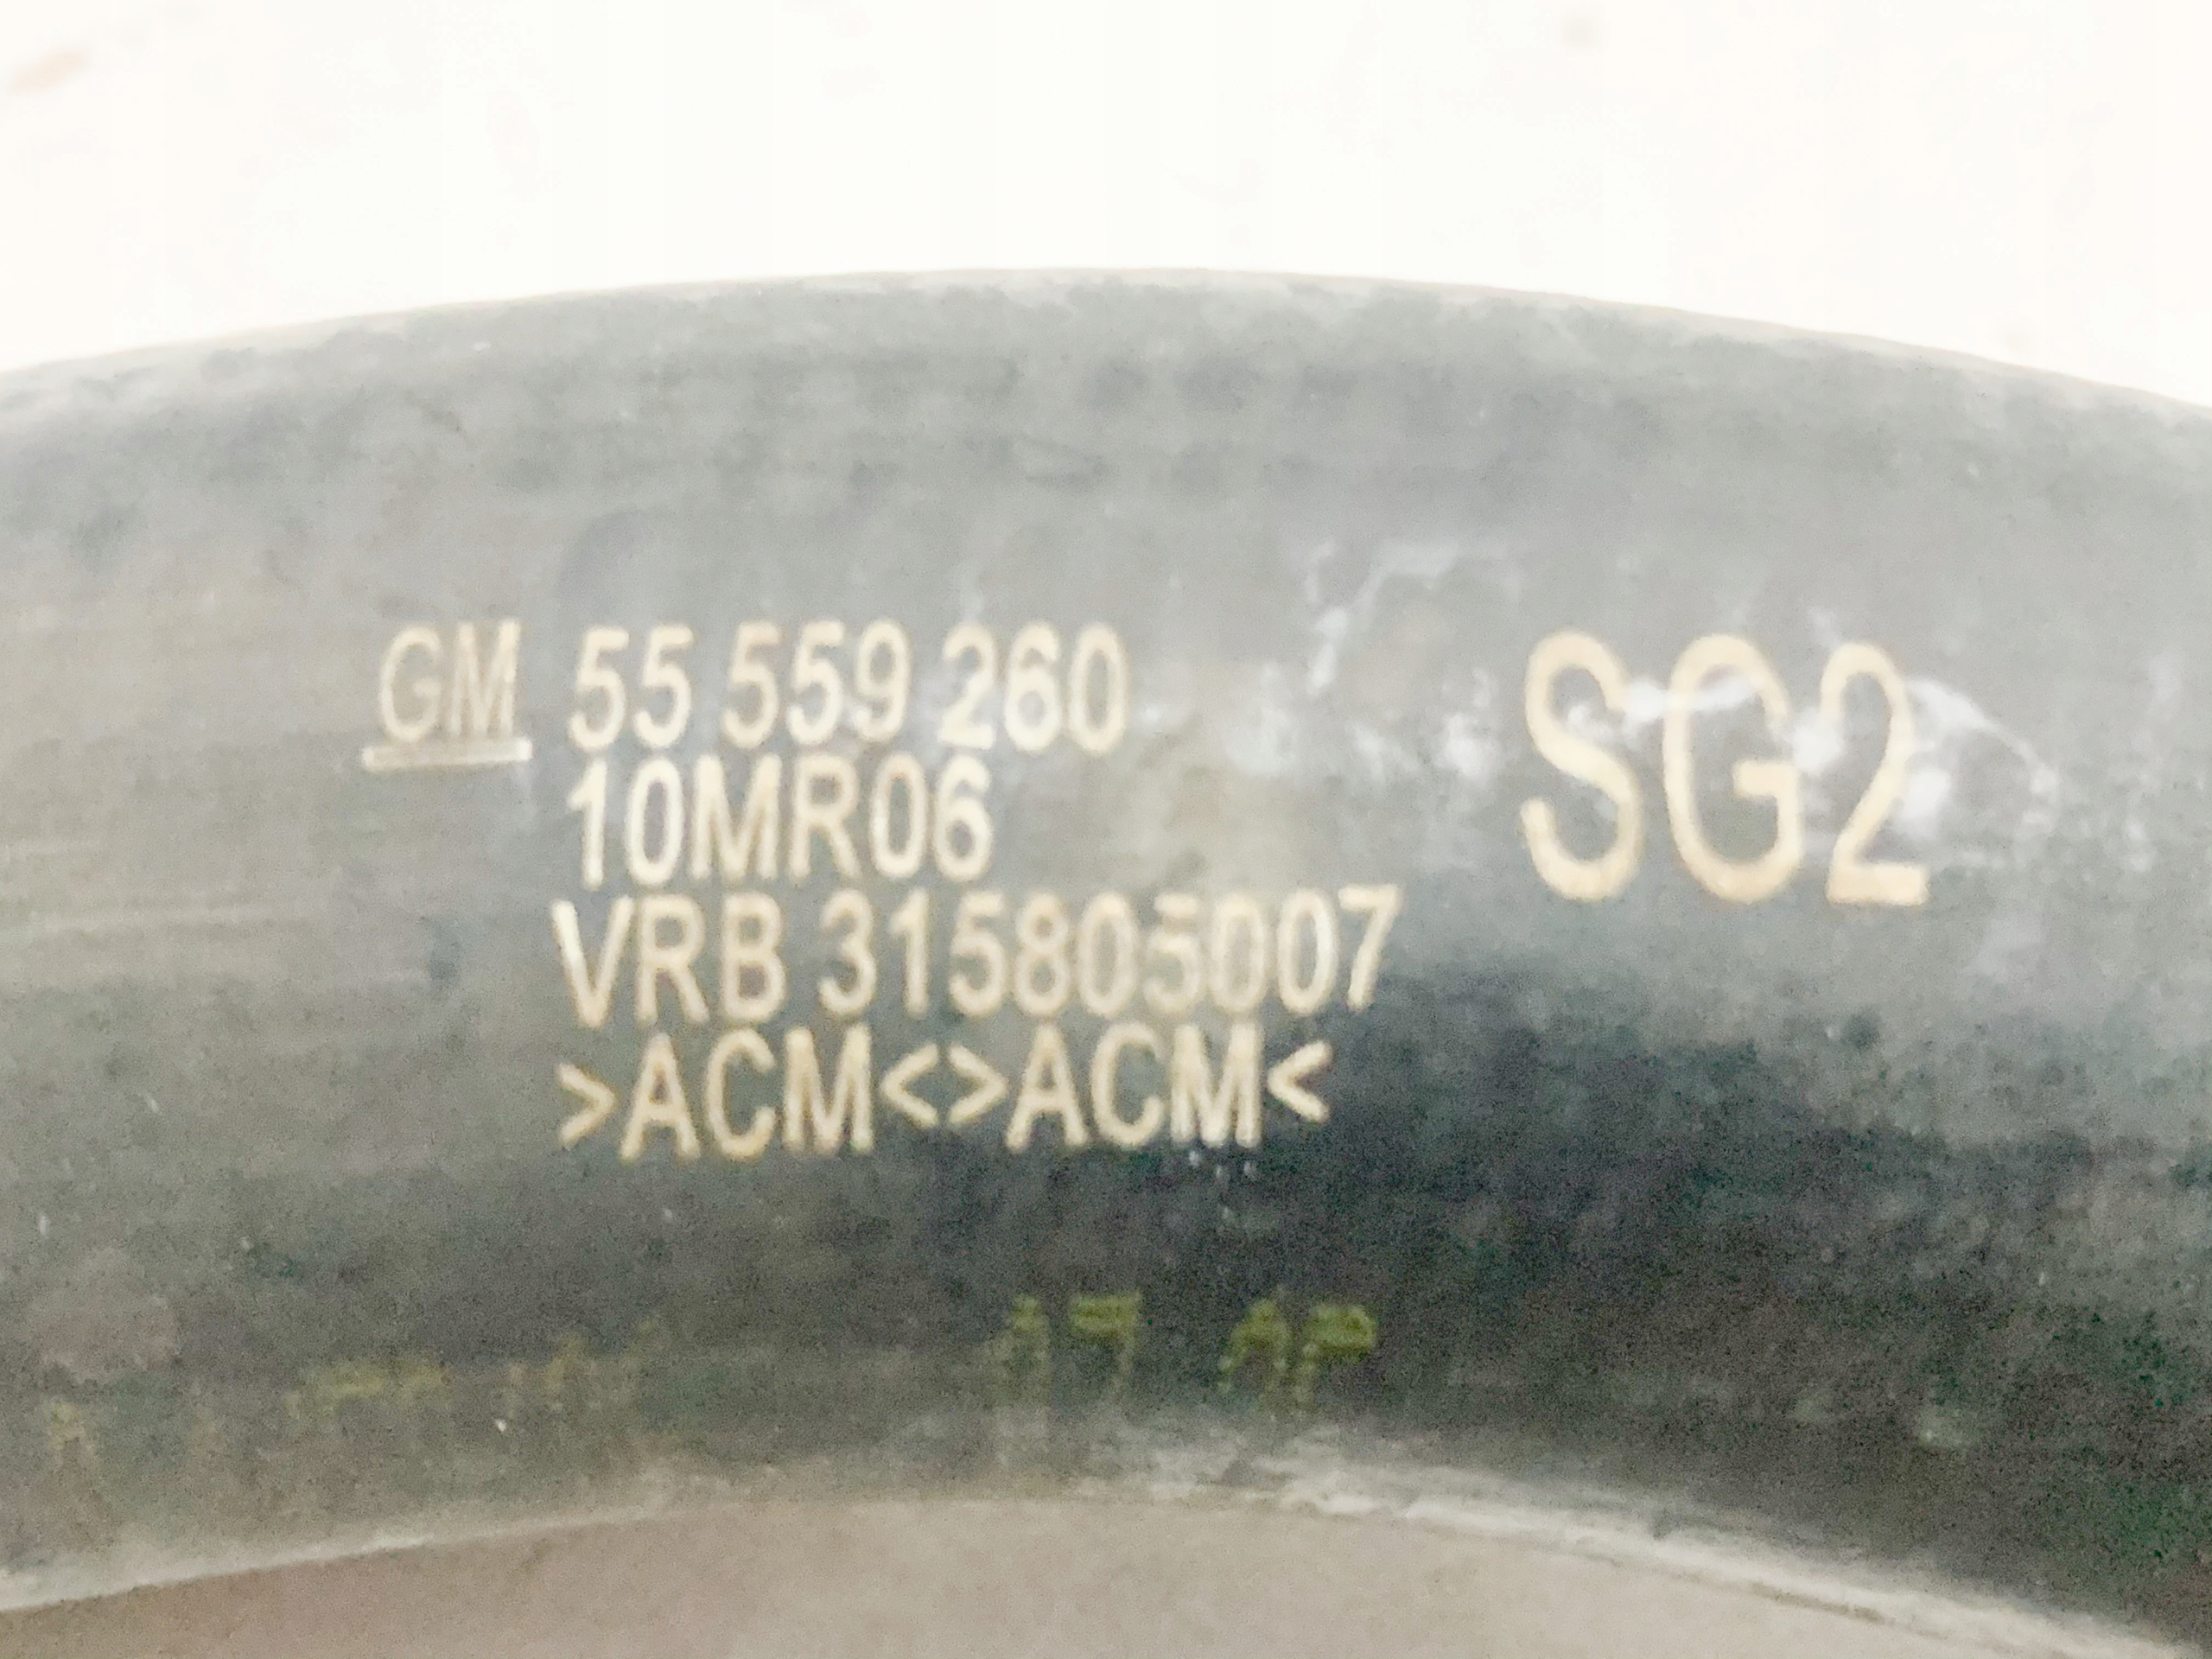 GM 55 559 260
10MR06
VRB 315805007
>ACM<>ACM<
SG2